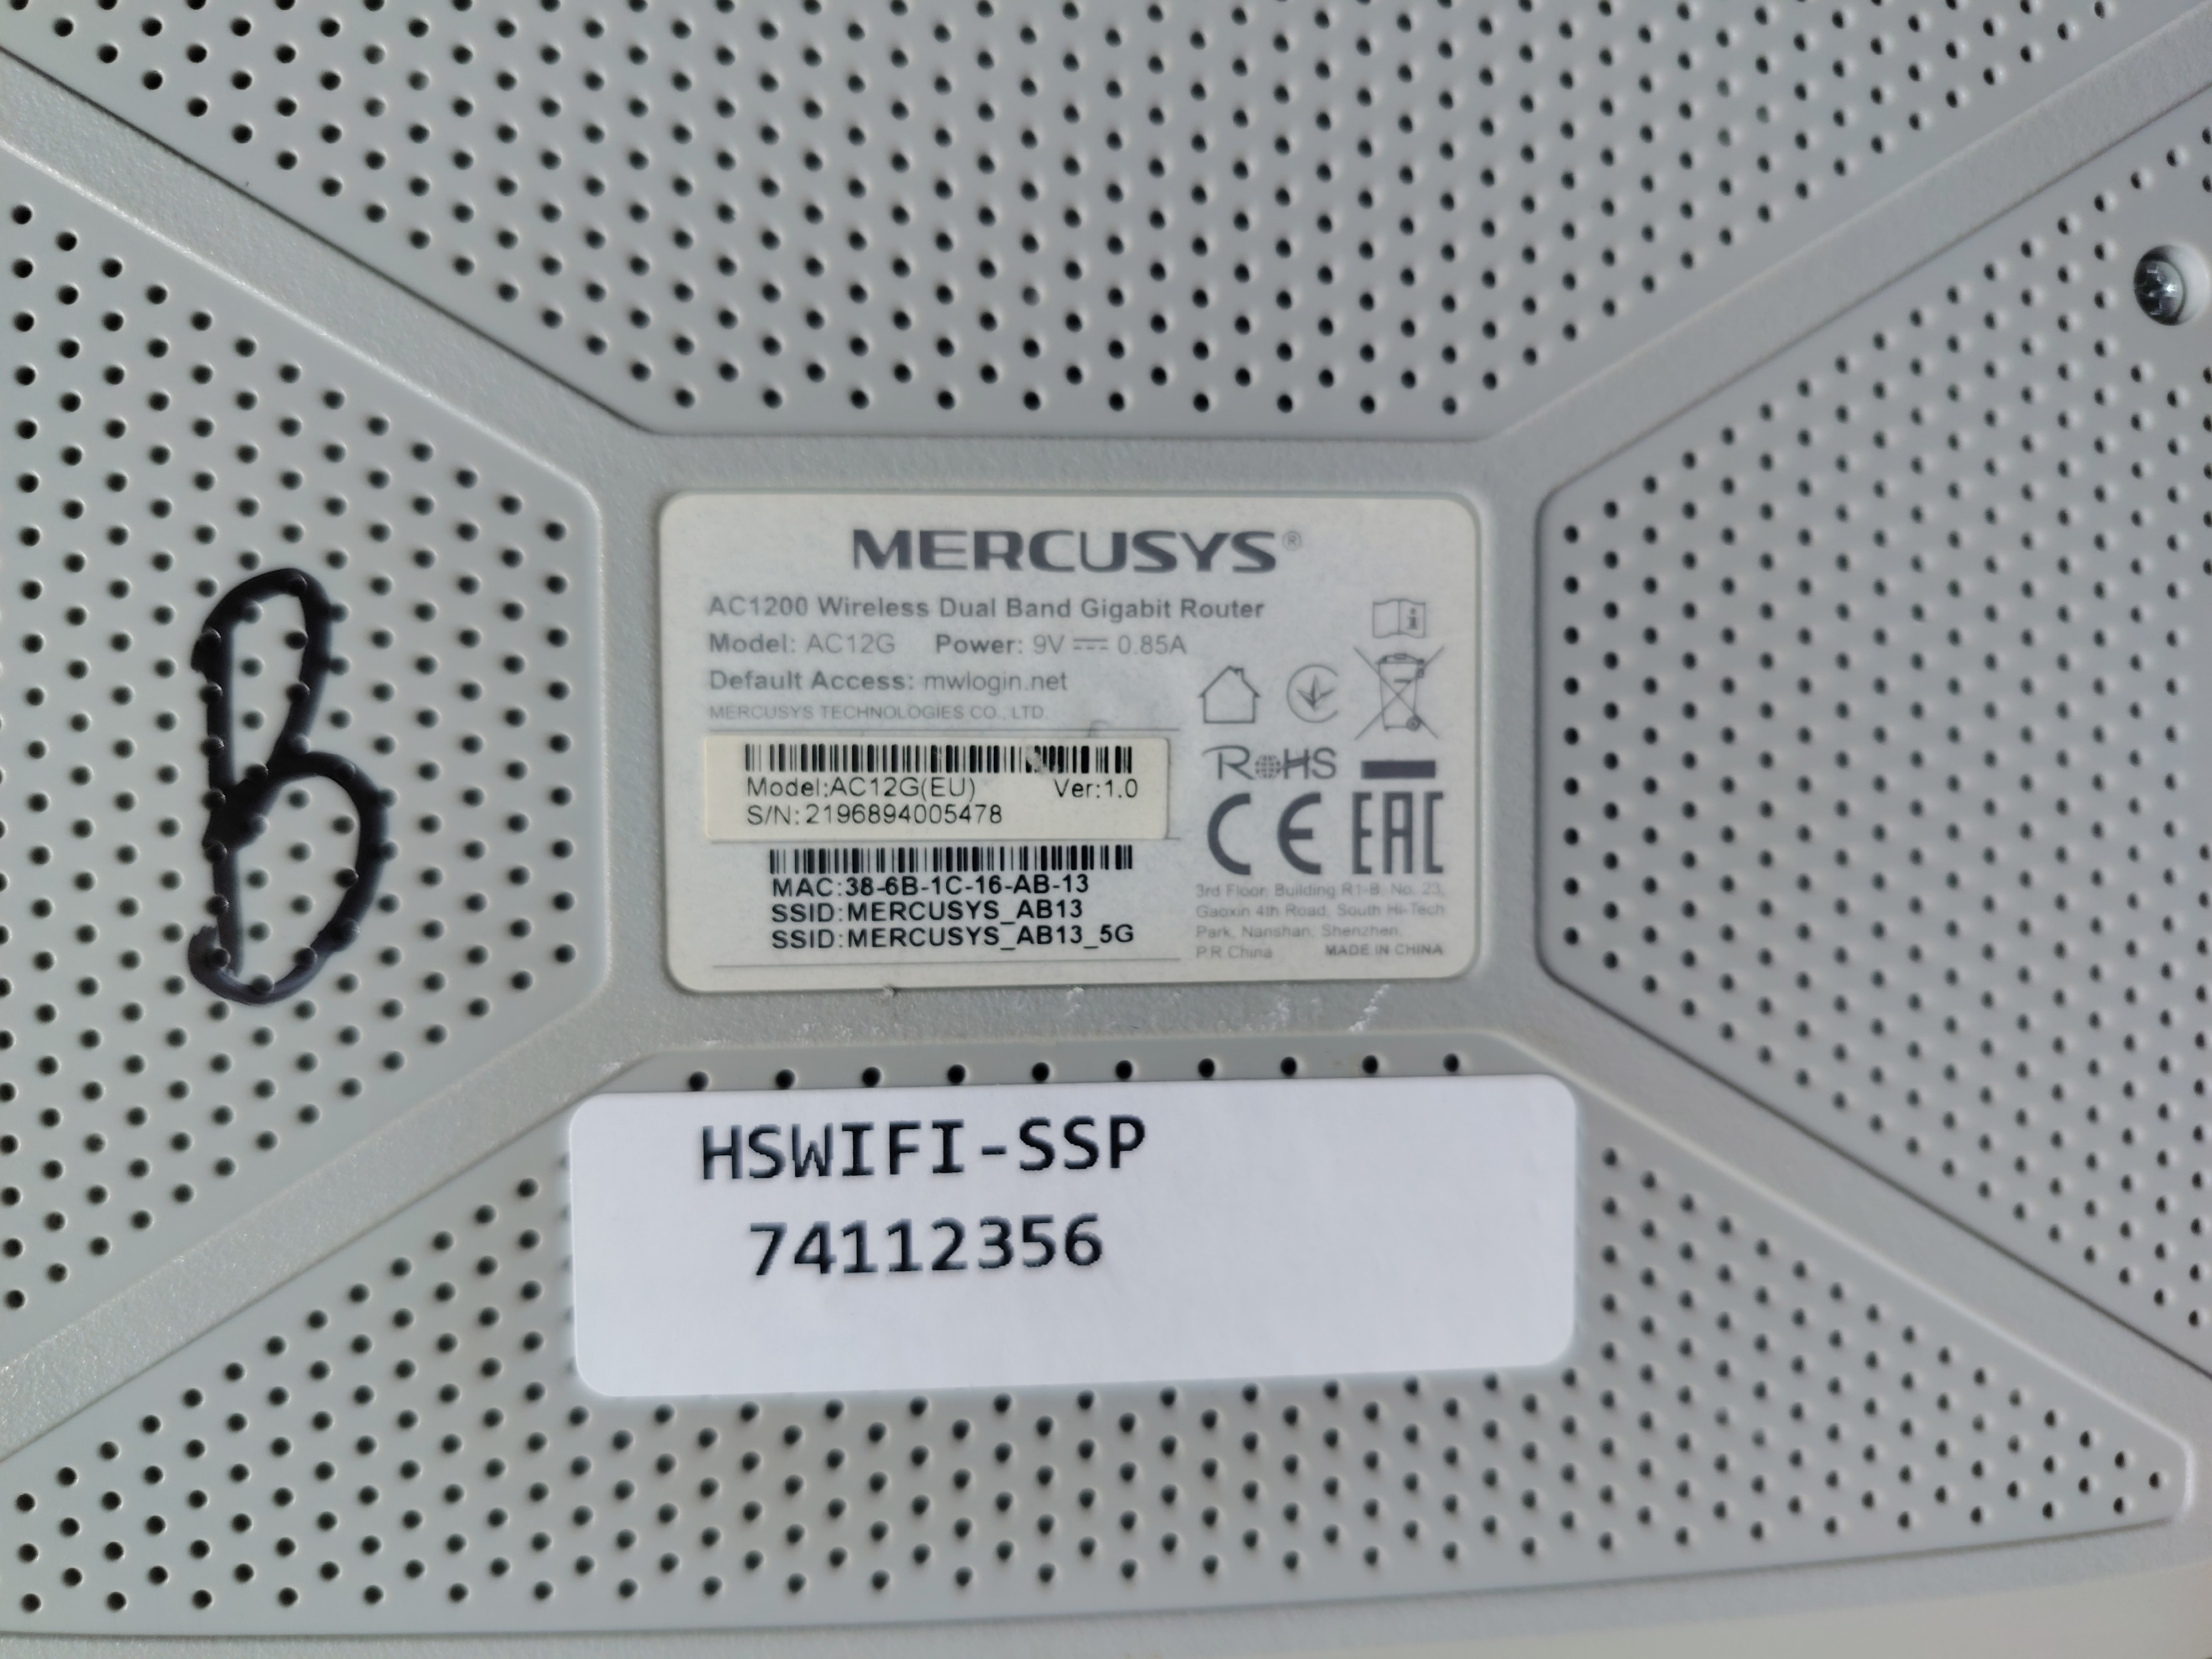 MERCUSYS®
AC1200 Wireless Dual Band Gigabit Router
Model: AC12G Power: 9V ⎓ 0.85A
Default Access: mwlogin.net
MERCUSYS TECHNOLOGIES CO., LTD.
Model:AC12G(EU) Ver:1.0
S/N:2196894005478
MAC:38-6B-1C-16-AB-13
SSID:MERCUSYS_AB13
SSID:MERCUSYS_AB13_5G
RoHS
CE EAC
3rd Floor, Building R1-B, No. 23,
Gaoxin 4th Road, South Hi-Tech
Park, Nanshan, Shenzhen,
P.R.China MADE IN CHINA
B
HSWIFI-SSP
74112356